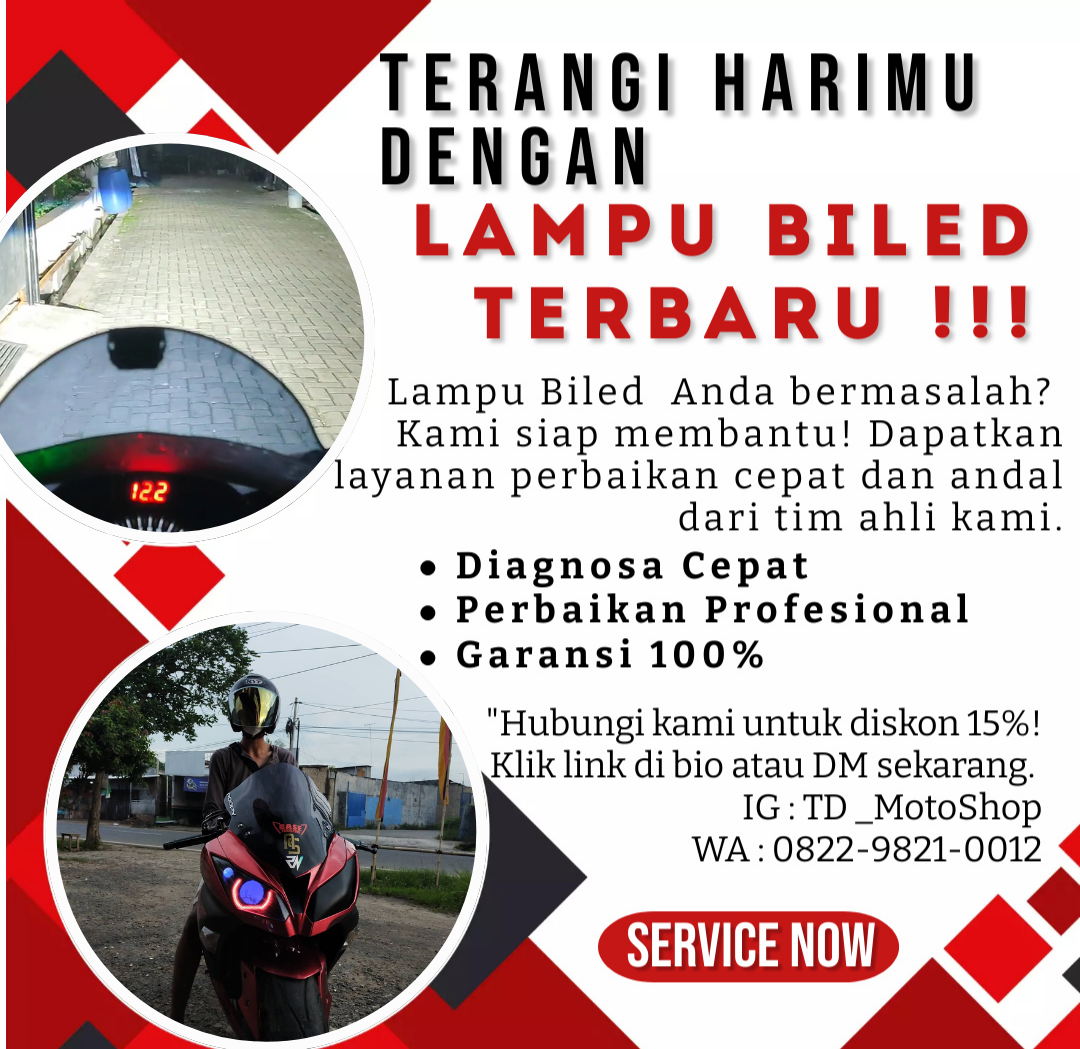 TERANGI HARIMU
DENGAN
LAMPU BILED
TERBARU !!!
Lampu Biled Anda bermasalah?
Kami siap membantu! Dapatkan
layanan perbaikan cepat dan andal
dari tim ahli kami.
• Diagnosa Cepat
• Perbaikan Profesional
• Garansi 100%
"Hubungi kami untuk diskon 15%!
Klik link di bio atau DM sekarang.
IG : TD _MotoShop
WA : 0822-9821-0012
SERVICE NOW
12.2